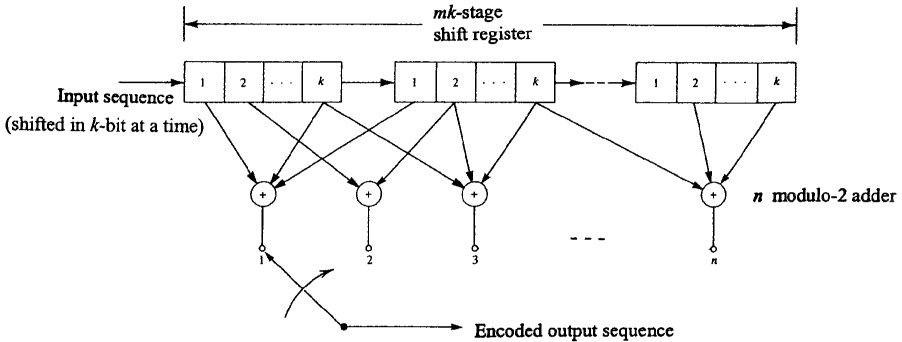 mk-stage
shift register
1 2 · · · k 1 2 · · · k 1 2 · · · k
Input sequence
(shifted in k-bit at a time)
+ + + + n modulo-2 adder
1 2 3 n
Encoded output sequence